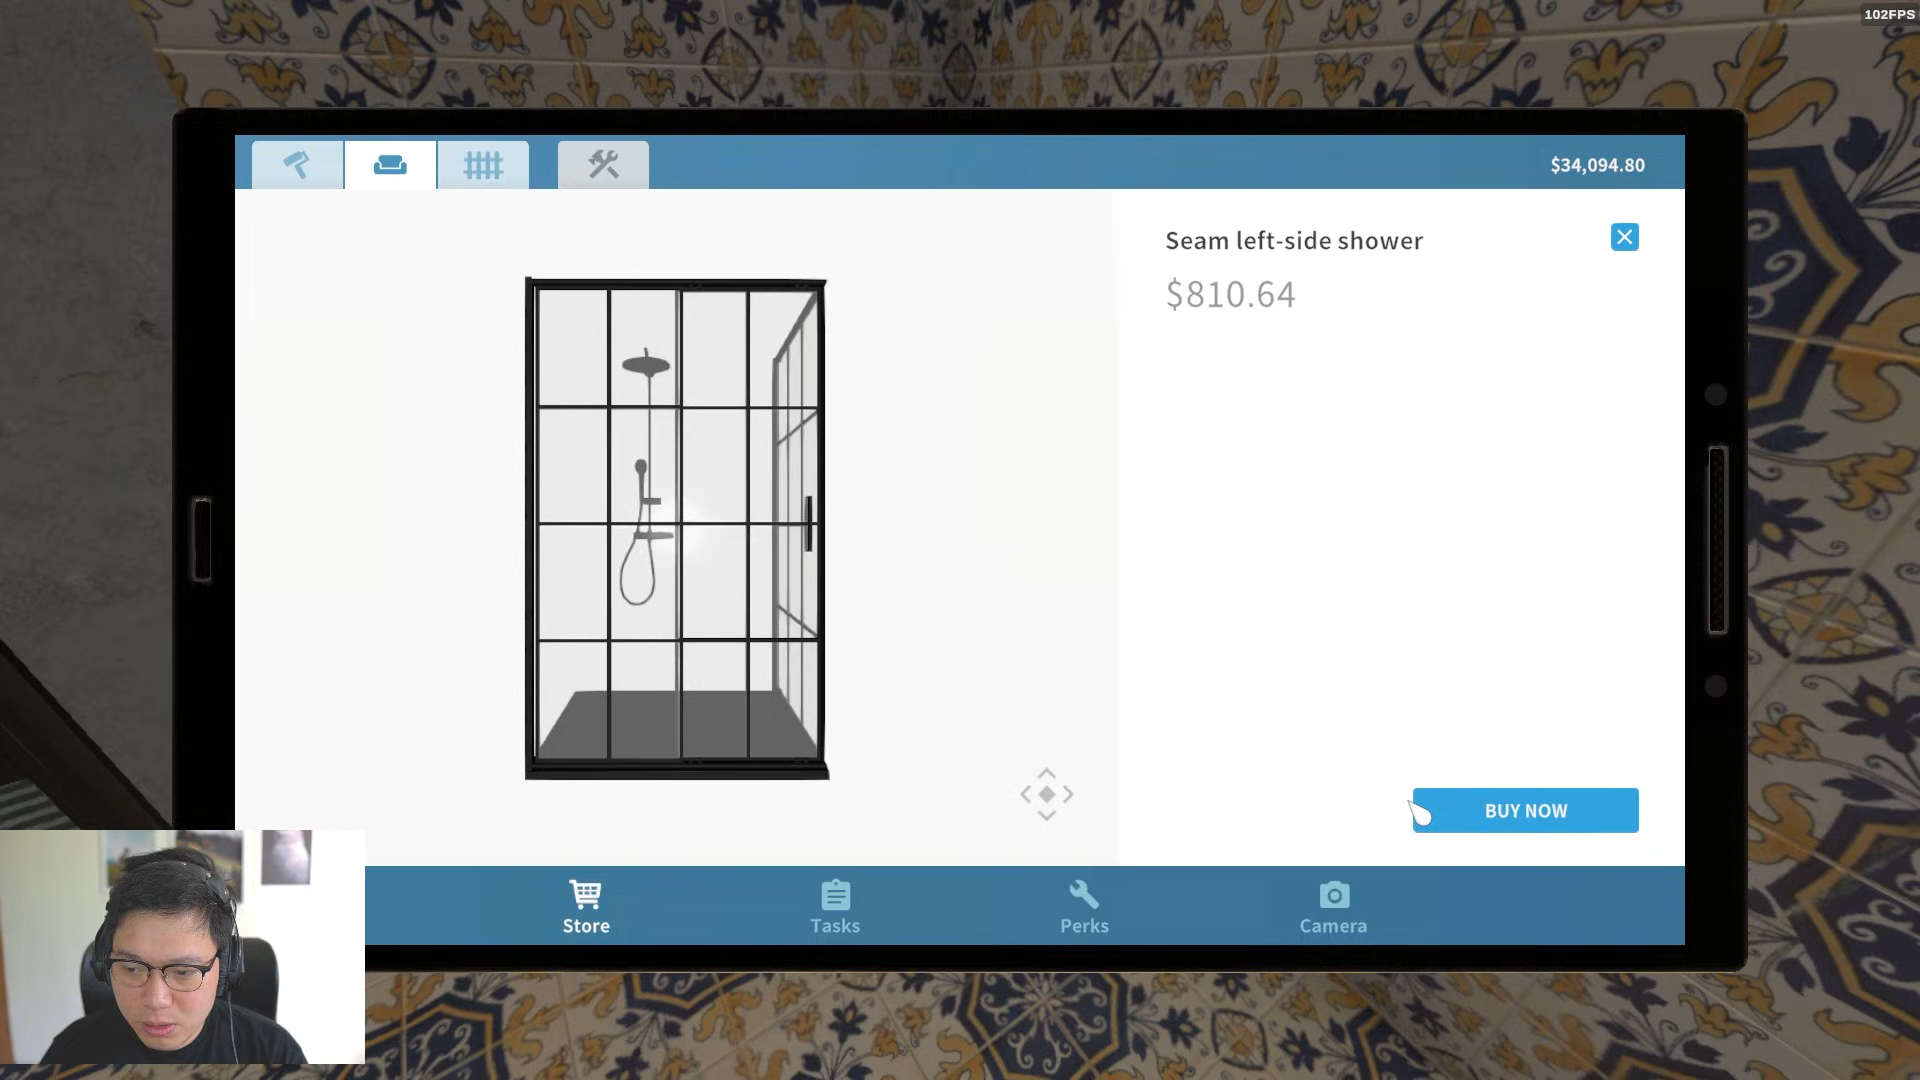 102FPS
$34,094.80
Seam left-side shower
$810.64
BUY NOW
Store
Tasks
Perks
Camera